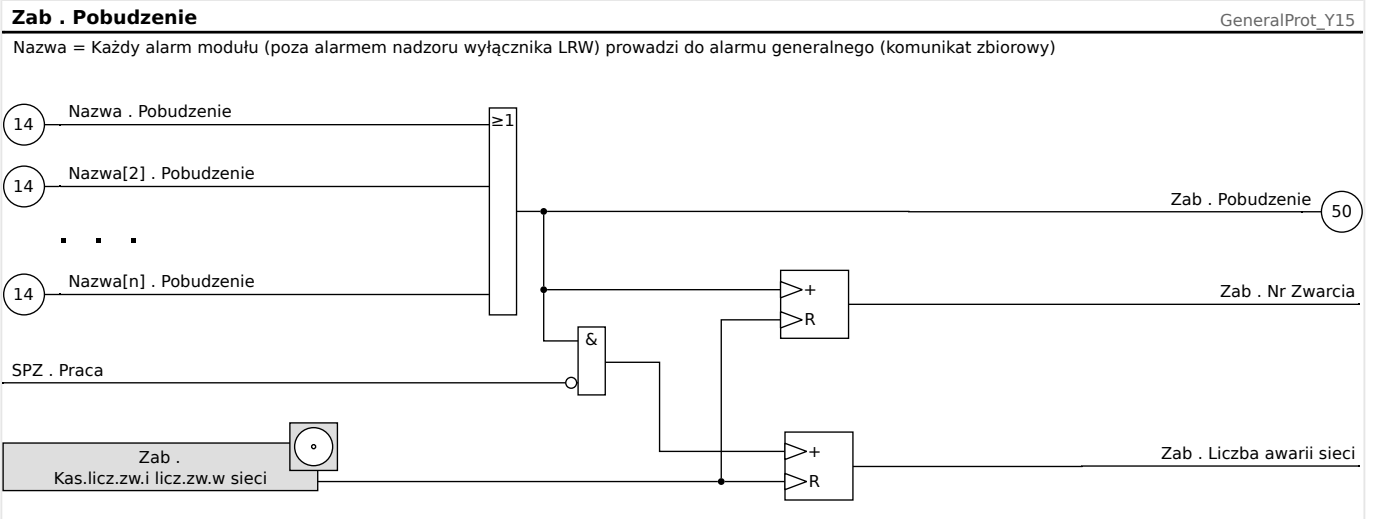 Zab . Pobudzenie
GeneralProt_Y15
Nazwa = Każdy alarm modułu (poza alarmem nadzoru wyłącznika LRW) prowadzi do alarmu generalnego (komunikat zbiorowy)
14
Nazwa . Pobudzenie
≥1
14
Nazwa[2] . Pobudzenie
Zab . Pobudzenie
50
. . .
14
Nazwa[n] . Pobudzenie
+
R
Zab . Nr Zwarcia
&
SPZ . Praca
Zab .
Kas.licz.zw.i licz.zw.w sieci
+
R
Zab . Liczba awarii sieci